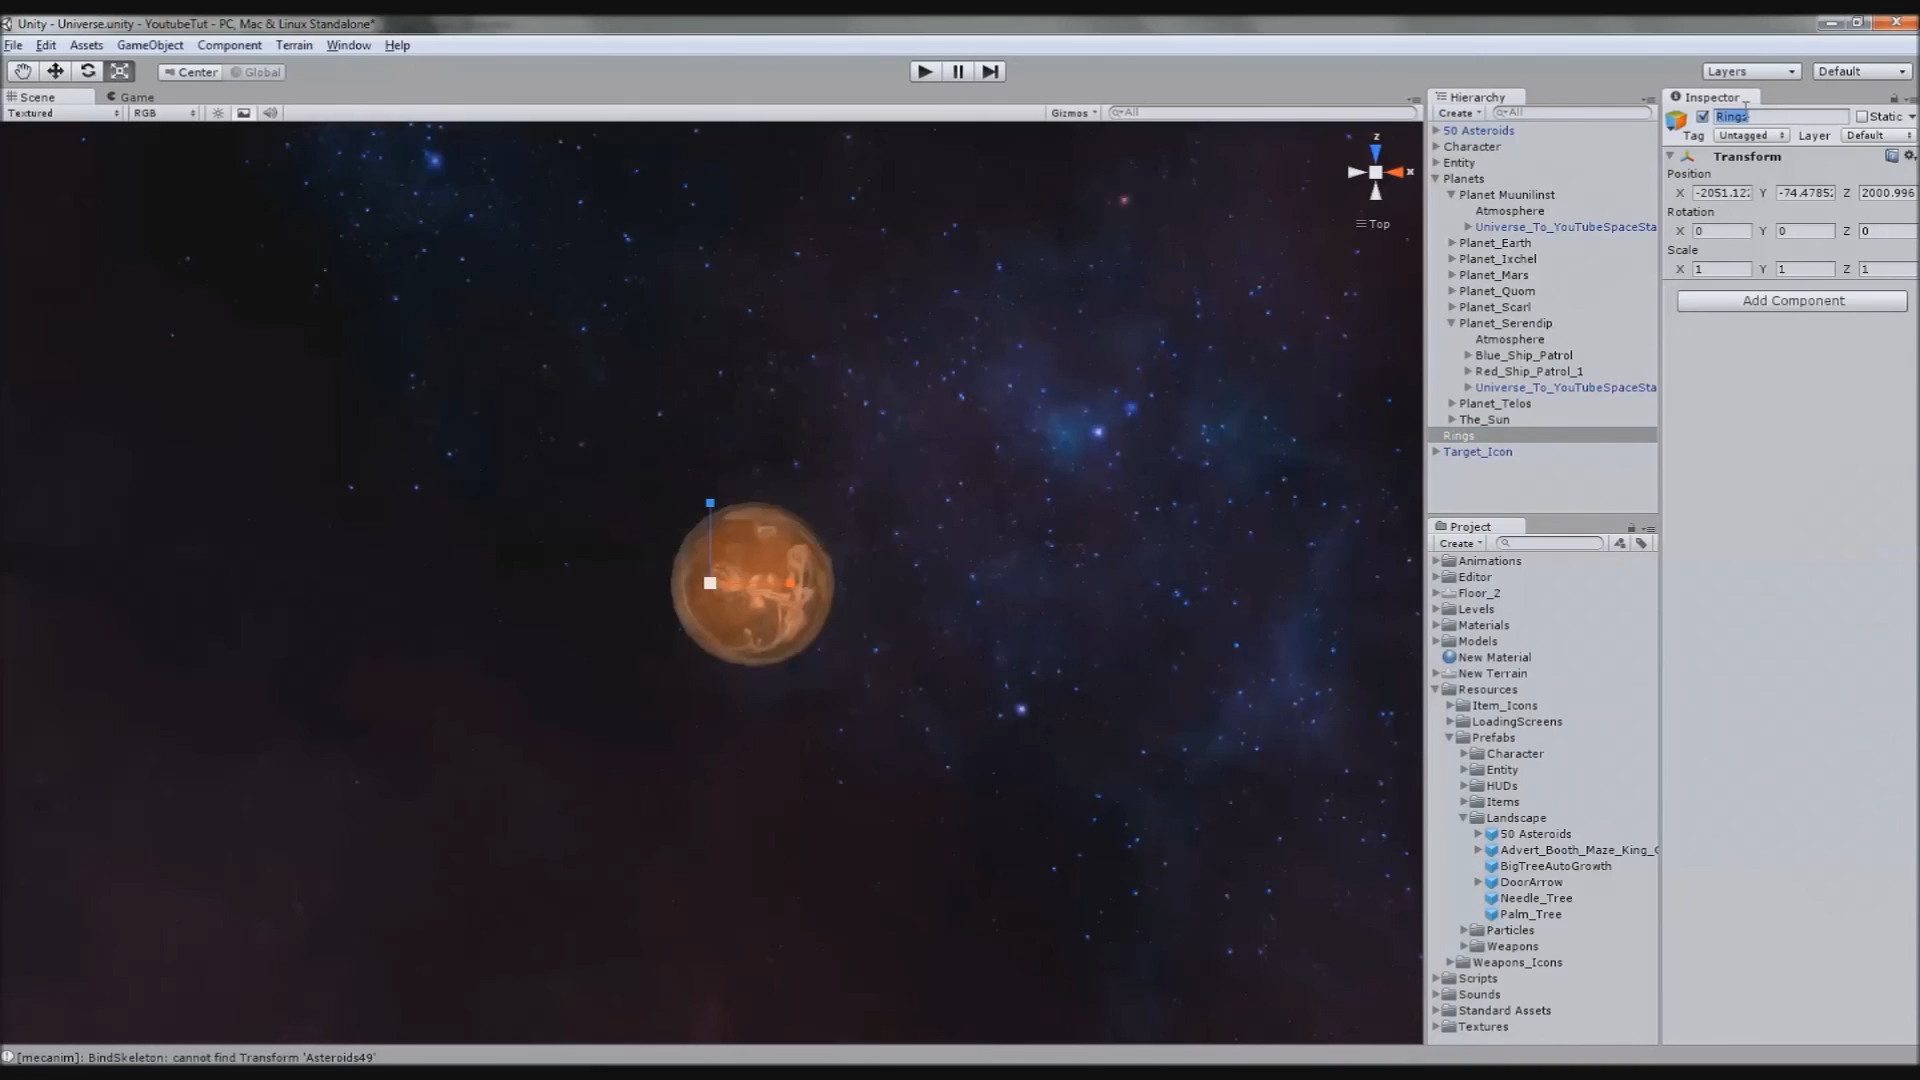 Unity - Universe.unity - YoutubeTut - PC, Mac & Linux Standalone*
File Edit Assets GameObject Component Terrain Window Help
Center Global
Layers Default
Scene Game
Textured RGB Gizmos All
z
x
Top
Hierarchy
Create All
50 Asteroids
Character
Entity
Planets
Planet Muunilinst
Atmosphere
Universe_To_YouTubeSpaceSta
Planet_Earth
Planet_Ixchel
Planet_Mars
Planet_Quom
Planet_Scarl
Planet_Serendip
Atmosphere
Blue_Ship_Patrol
Red_Ship_Patrol_1
Universe_To_YouTubeSpaceSta
Planet_Telos
The_Sun
Rings
Target_Icon
Project
Create
Animations
Editor
Floor_2
Levels
Materials
Models
New Material
New Terrain
Resources
Item_Icons
LoadingScreens
Prefabs
Character
Entity
HUDs
Items
Landscape
50 Asteroids
Advert_Booth_Maze_King_
BigTreeAutoGrowth
DoorArrow
Needle_Tree
Palm_Tree
Particles
Weapons
Weapons_Icons
Scripts
Sounds
Standard Assets
Textures
Inspector
Rings Static
Tag Untagged Layer Default
Transform
Position
X -2051.12 Y -74.4785 Z 2000.996
Rotation
X 0 Y 0 Z 0
Scale
X 1 Y 1 Z 1
Add Component
[mecanim]: BindSkeleton: cannot find Transform 'Asteroids49'